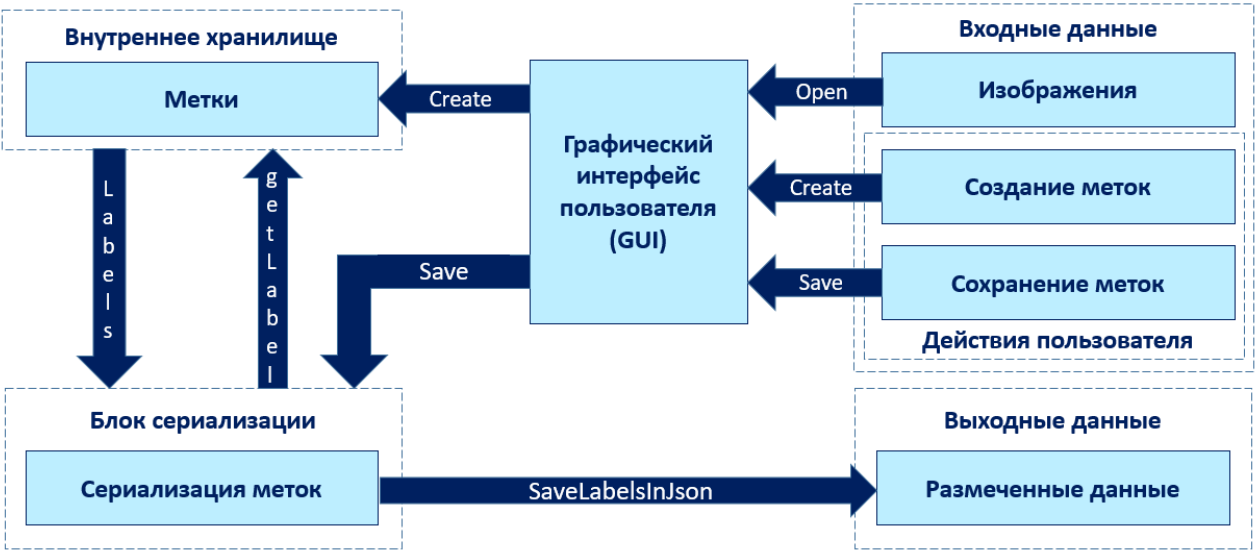 Внутреннее хранилище
Метки
Create
Графический
интерфейс
пользователя
(GUI)
Входные данные
Open
Изображения
Create
Создание меток
Save
Сохранение меток
Действия пользователя
Labels
getLabel
Save
Блок сериализации
Сериализация меток
SaveLabelsInJson
Выходные данные
Размеченные данные